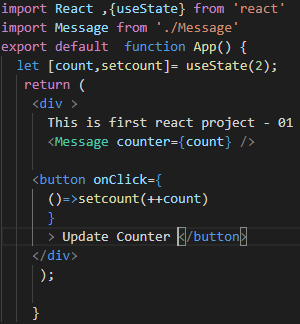 import React ,{useState} from 'react'
import Message from './Message'
export default  function App() {
let [count,setcount]= useState(2);
return (
<div >
This is first react project - 01
<Message counter={count} />
<button onClick={
()=>setcount(++count)
}
> Update Counter </button>
</div>
);
}